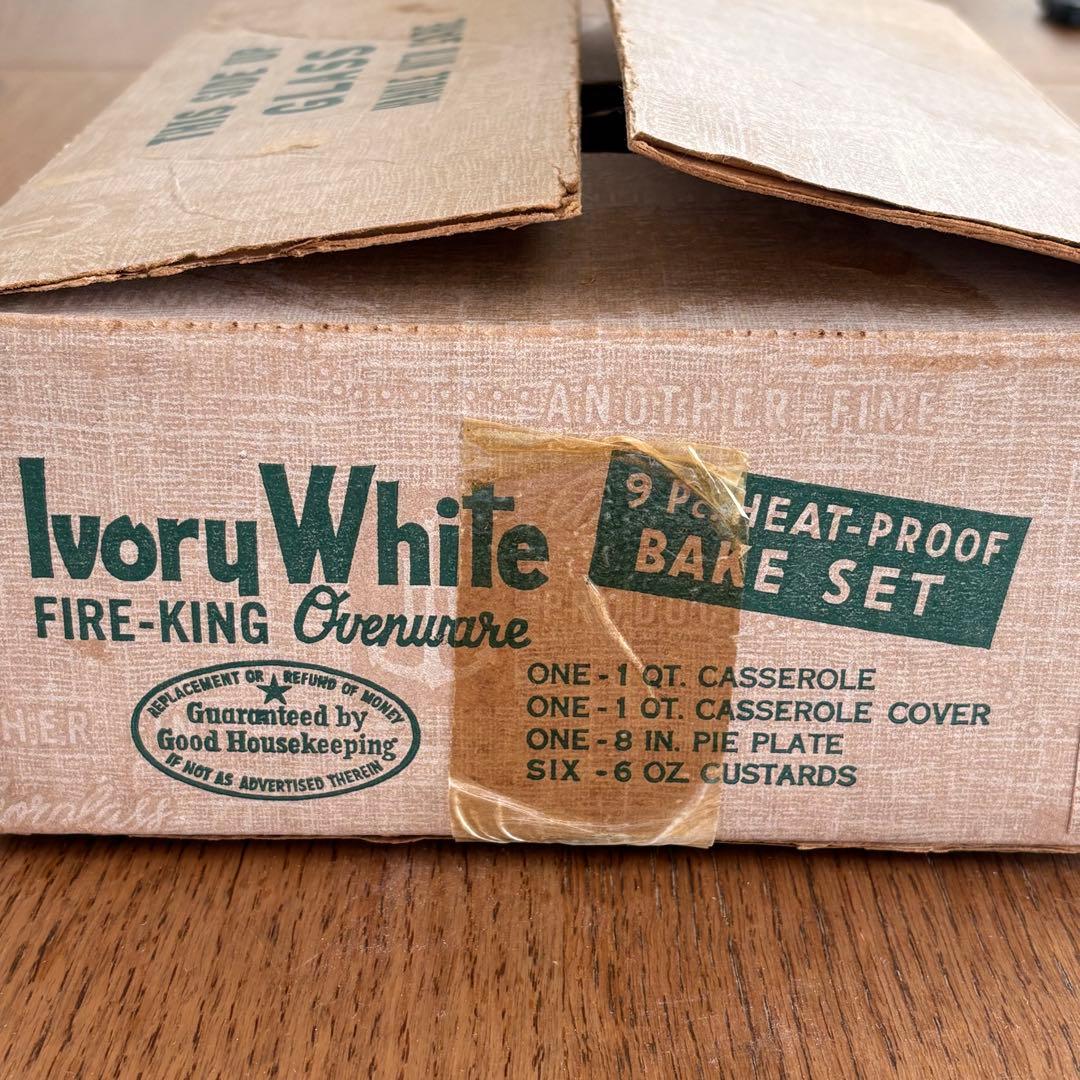 THIS SIDE UP
GLASS
HANDLE WITH CARE
ANOTHER FINE
Ivory White
FIRE-KING Ovenware
9 Pc. HEAT-PROOF
BAKE SET
REPLACEMENT OR REFUND OF MONEY
Guaranteed by
Good Housekeeping
IF NOT AS ADVERTISED THEREIN
ONE - 1 QT. CASSEROLE
ONE - 1 QT. CASSEROLE COVER
ONE - 8 IN. PIE PLATE
SIX - 6 OZ CUSTARDS